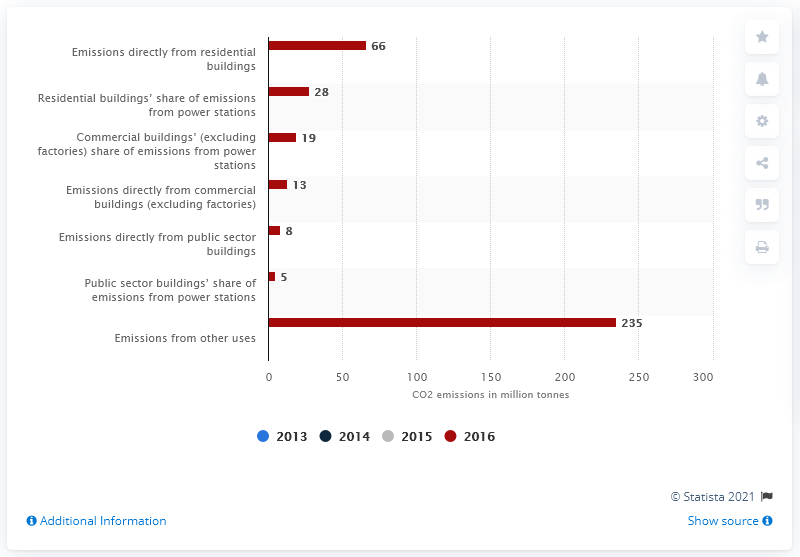 Emissions directly from residential
buildings
66
Residential buildings’ share of emissions
from power stations
28
Commercial buildings’ (excluding
factories) share of emissions from power
stations
19
Emissions directly from commercial
buildings (excluding factories)
13
Emissions directly from public sector
buildings
8
Public sector buildings’ share of
emissions from power stations
5
Emissions from other uses
235
0 50 100 150 200 250 300
CO2 emissions in million tonnes
2013 2014 2015 2016
© Statista 2021
Additional Information
Show source